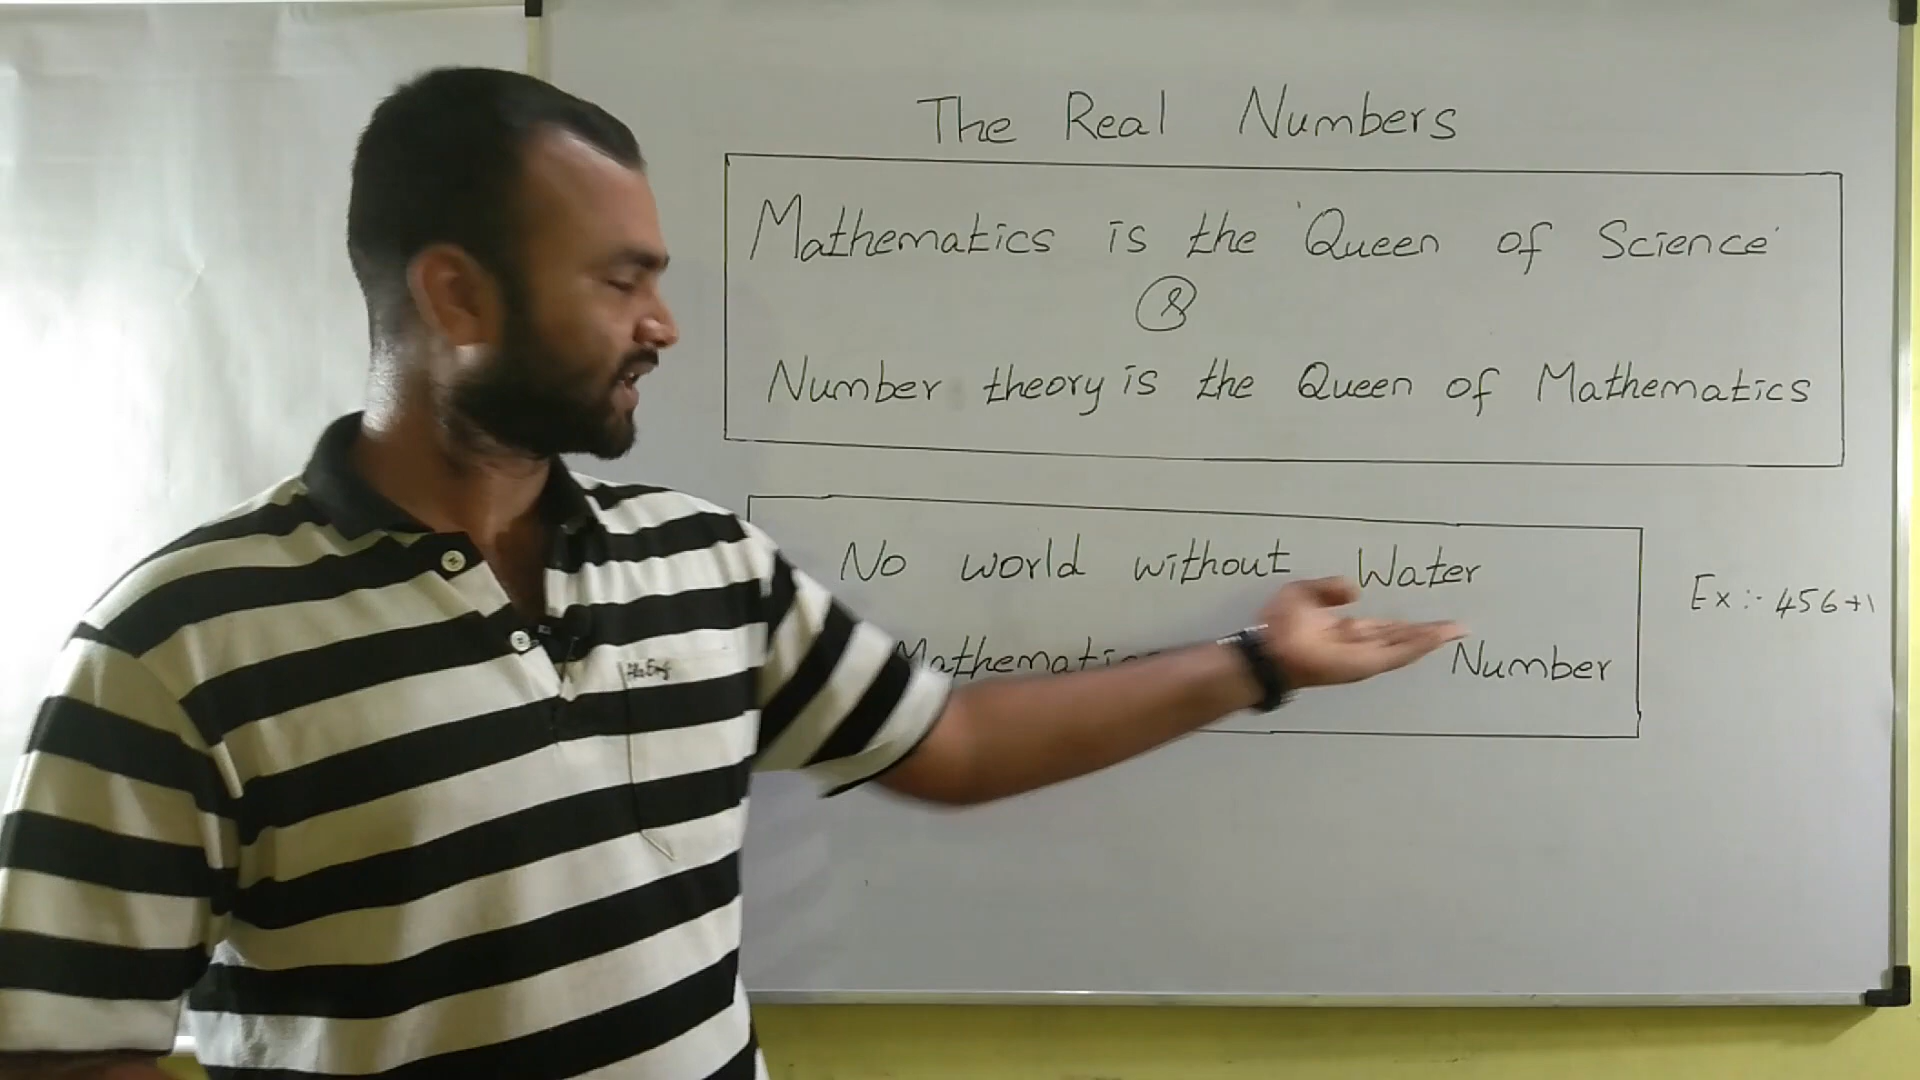 The Real Numbers
Mathematics is the 'Queen of Science'
&
Number theory is the Queen of Mathematics
No world without Water
Mathematics Number
Ex :- 456+1